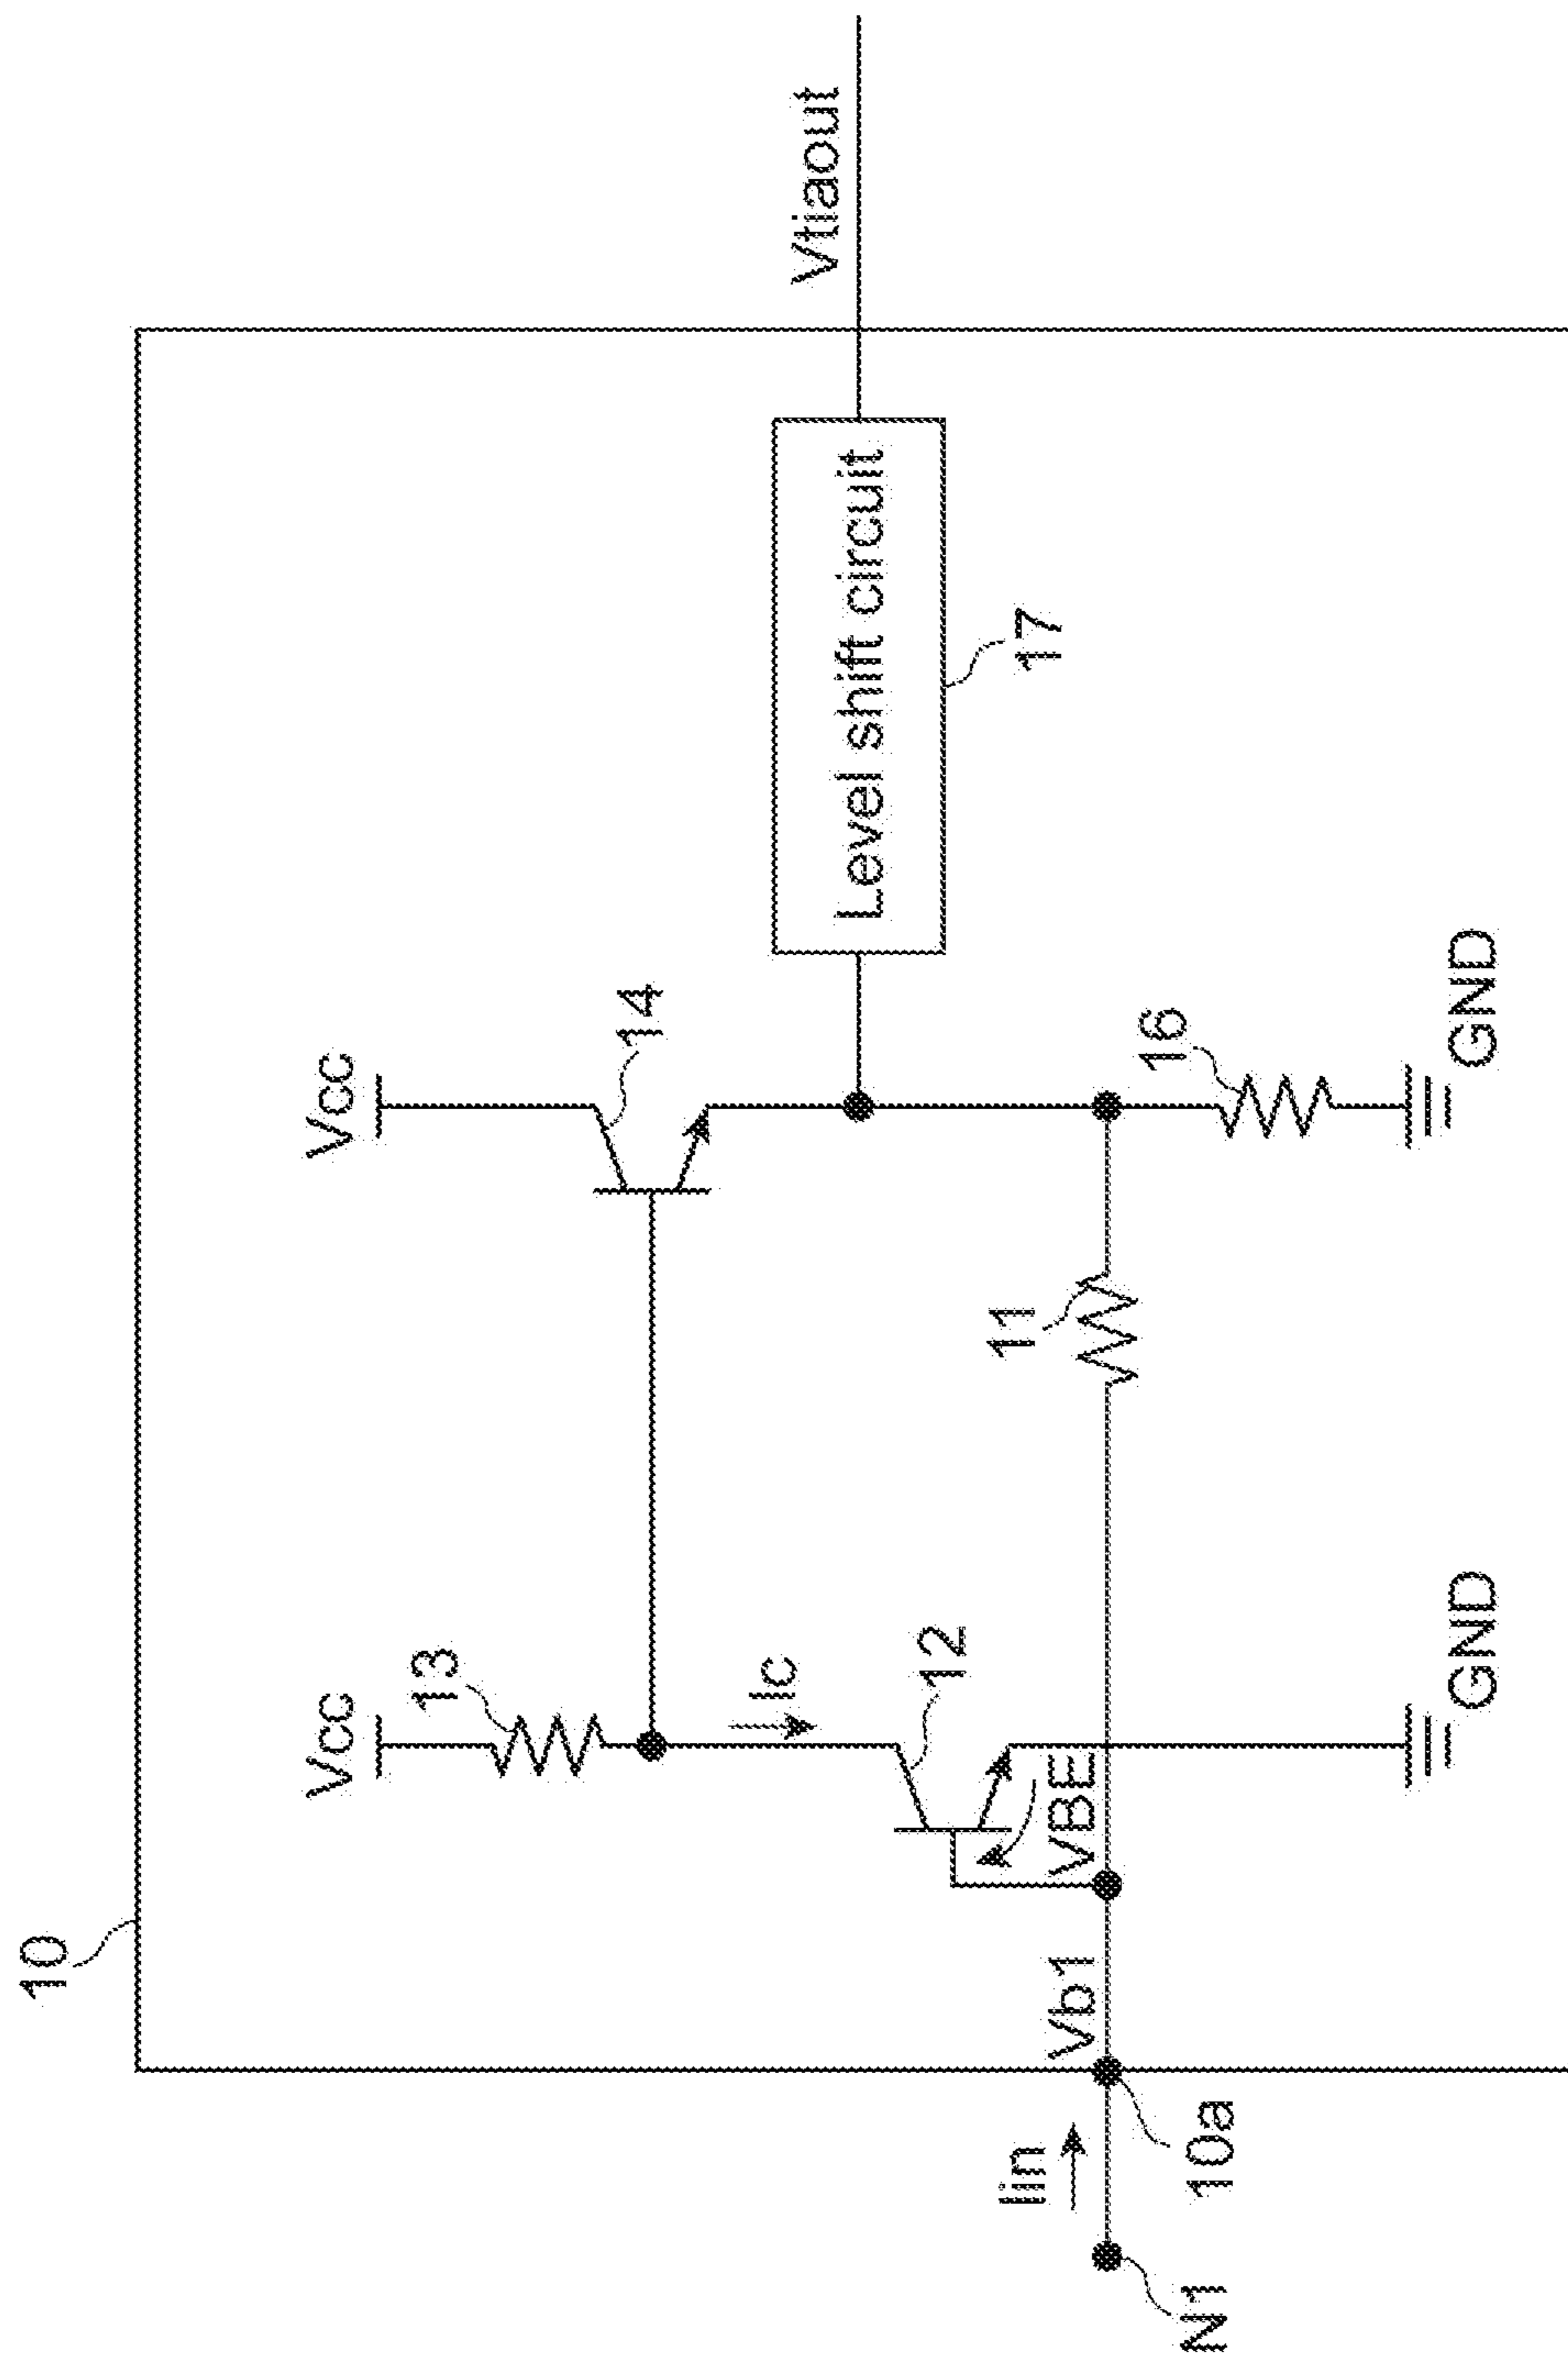 10
Vcc
Vcc
13
14
Ic
12
VBE
11
16
Level shift circuit
17
Vtiaout
Iin
Vb1
10a
N1
GND
GND